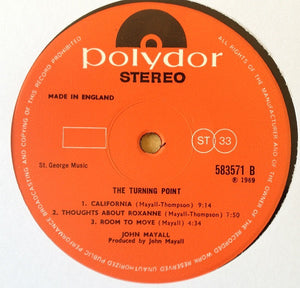 ALL RIGHTS OF THE MANUFACTURER AND OF THE OWNER OF THE RECORDED WORK RESERVED UNAUTHORISED PUBLIC PERFORMANCE BROADCASTING AND COPYING OF THIS RECORD PROHIBITED
polydor
STEREO
MADE IN ENGLAND
ST 33
St. George Music
583571 B
℗ 1969
THE TURNING POINT
1. CALIFORNIA (Mayall-Thompson) 9:14
2. THOUGHTS ABOUT ROXANNE (Mayall-Thompson) 7:50
3. ROOM TO MOVE (Mayall) 4:34
JOHN MAYALL
Produced by John Mayall